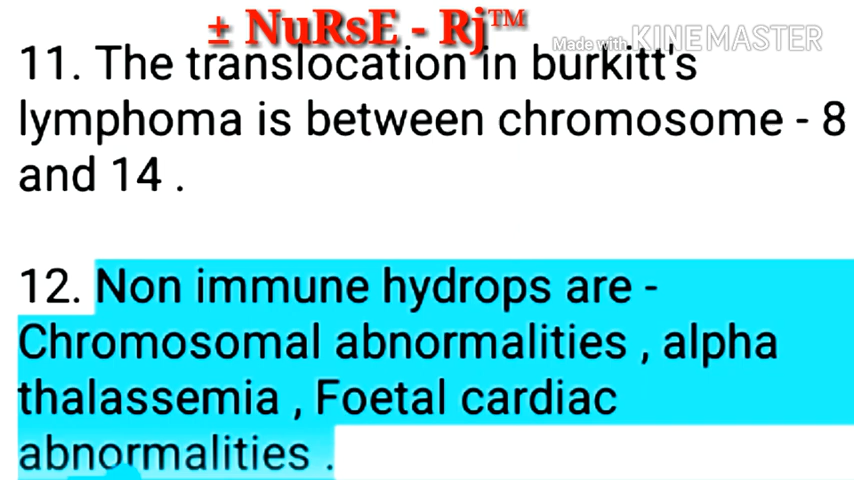 ± NuRsE - Rj™
Made with KINEMASTER
11. The translocation in burkitt's
lymphoma is between chromosome - 8
and 14 .
12. Non immune hydrops are -
Chromosomal abnormalities , alpha
thalassemia , Foetal cardiac
abnormalities .